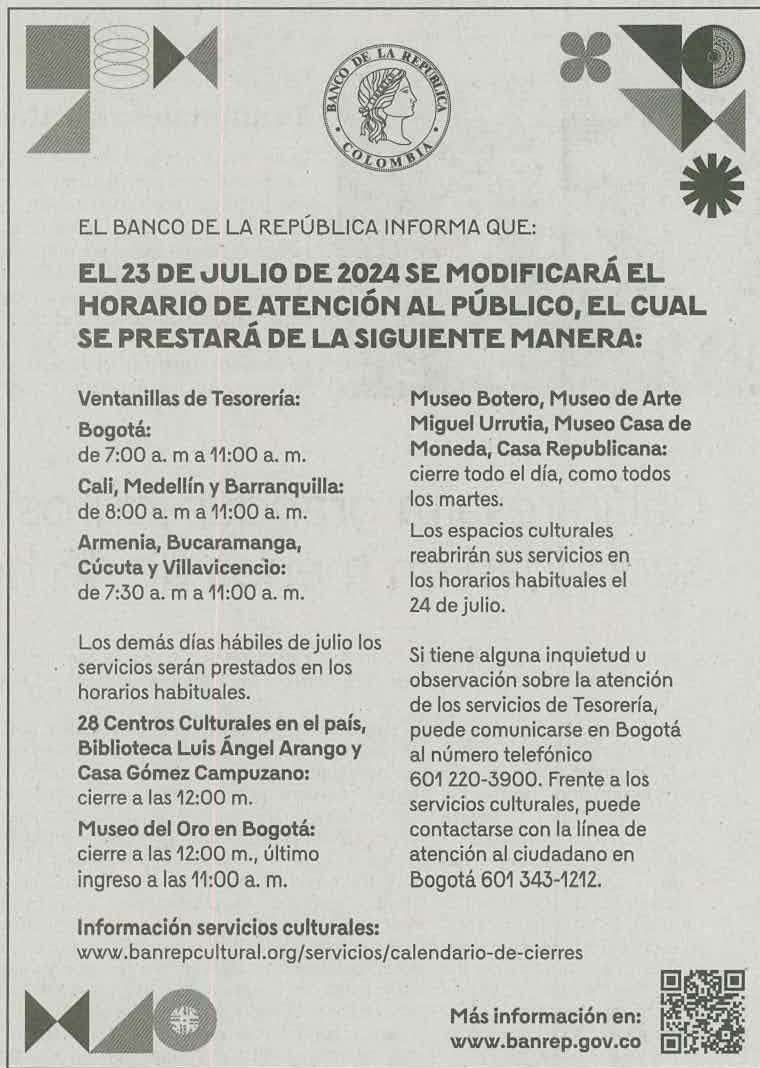 BANCO DE LA REPÚBLICA
COLOMBIA
EL BANCO DE LA REPÚBLICA INFORMA QUE:
EL 23 DE JULIO DE 2024 SE MODIFICARÁ EL
HORARIO DE ATENCIÓN AL PÚBLICO, EL CUAL
SE PRESTARÁ DE LA SIGUIENTE MANERA:
Ventanillas de Tesorería:
Bogotá:
de 7:00 a. m a 11:00 a. m.
Cali, Medellín y Barranquilla:
de 8:00 a. m a 11:00 a. m.
Armenia, Bucaramanga,
Cúcuta y Villavicencio:
de 7:30 a. m a 11:00 a. m.
Los demás días hábiles de julio los
servicios serán prestados en los
horarios habituales.
28 Centros Culturales en el país,
Biblioteca Luis Ángel Arango y
Casa Gómez Campuzano:
cierre a las 12:00 m.
Museo del Oro en Bogotá:
cierre a las 12:00 m., último
ingreso a las 11:00 a. m.
Museo Botero, Museo de Arte
Miguel Urrutia, Museo Casa de
Moneda, Casa Republicana:
cierre todo el día, como todos
los martes.
Los espacios culturales
reabrirán sus servicios en
los horarios habituales el
24 de julio.
Si tiene alguna inquietud u
observación sobre la atención
de los servicios de Tesorería,
puede comunicarse en Bogotá
al número telefónico
601 220-3900. Frente a los
servicios culturales, puede
contactarse con la línea de
atención al ciudadano en
Bogotá 601 343-1212.
Información servicios culturales:
www.banrepcultural.org/servicios/calendario-de-cierres
Más información en:
www.banrep.gov.co